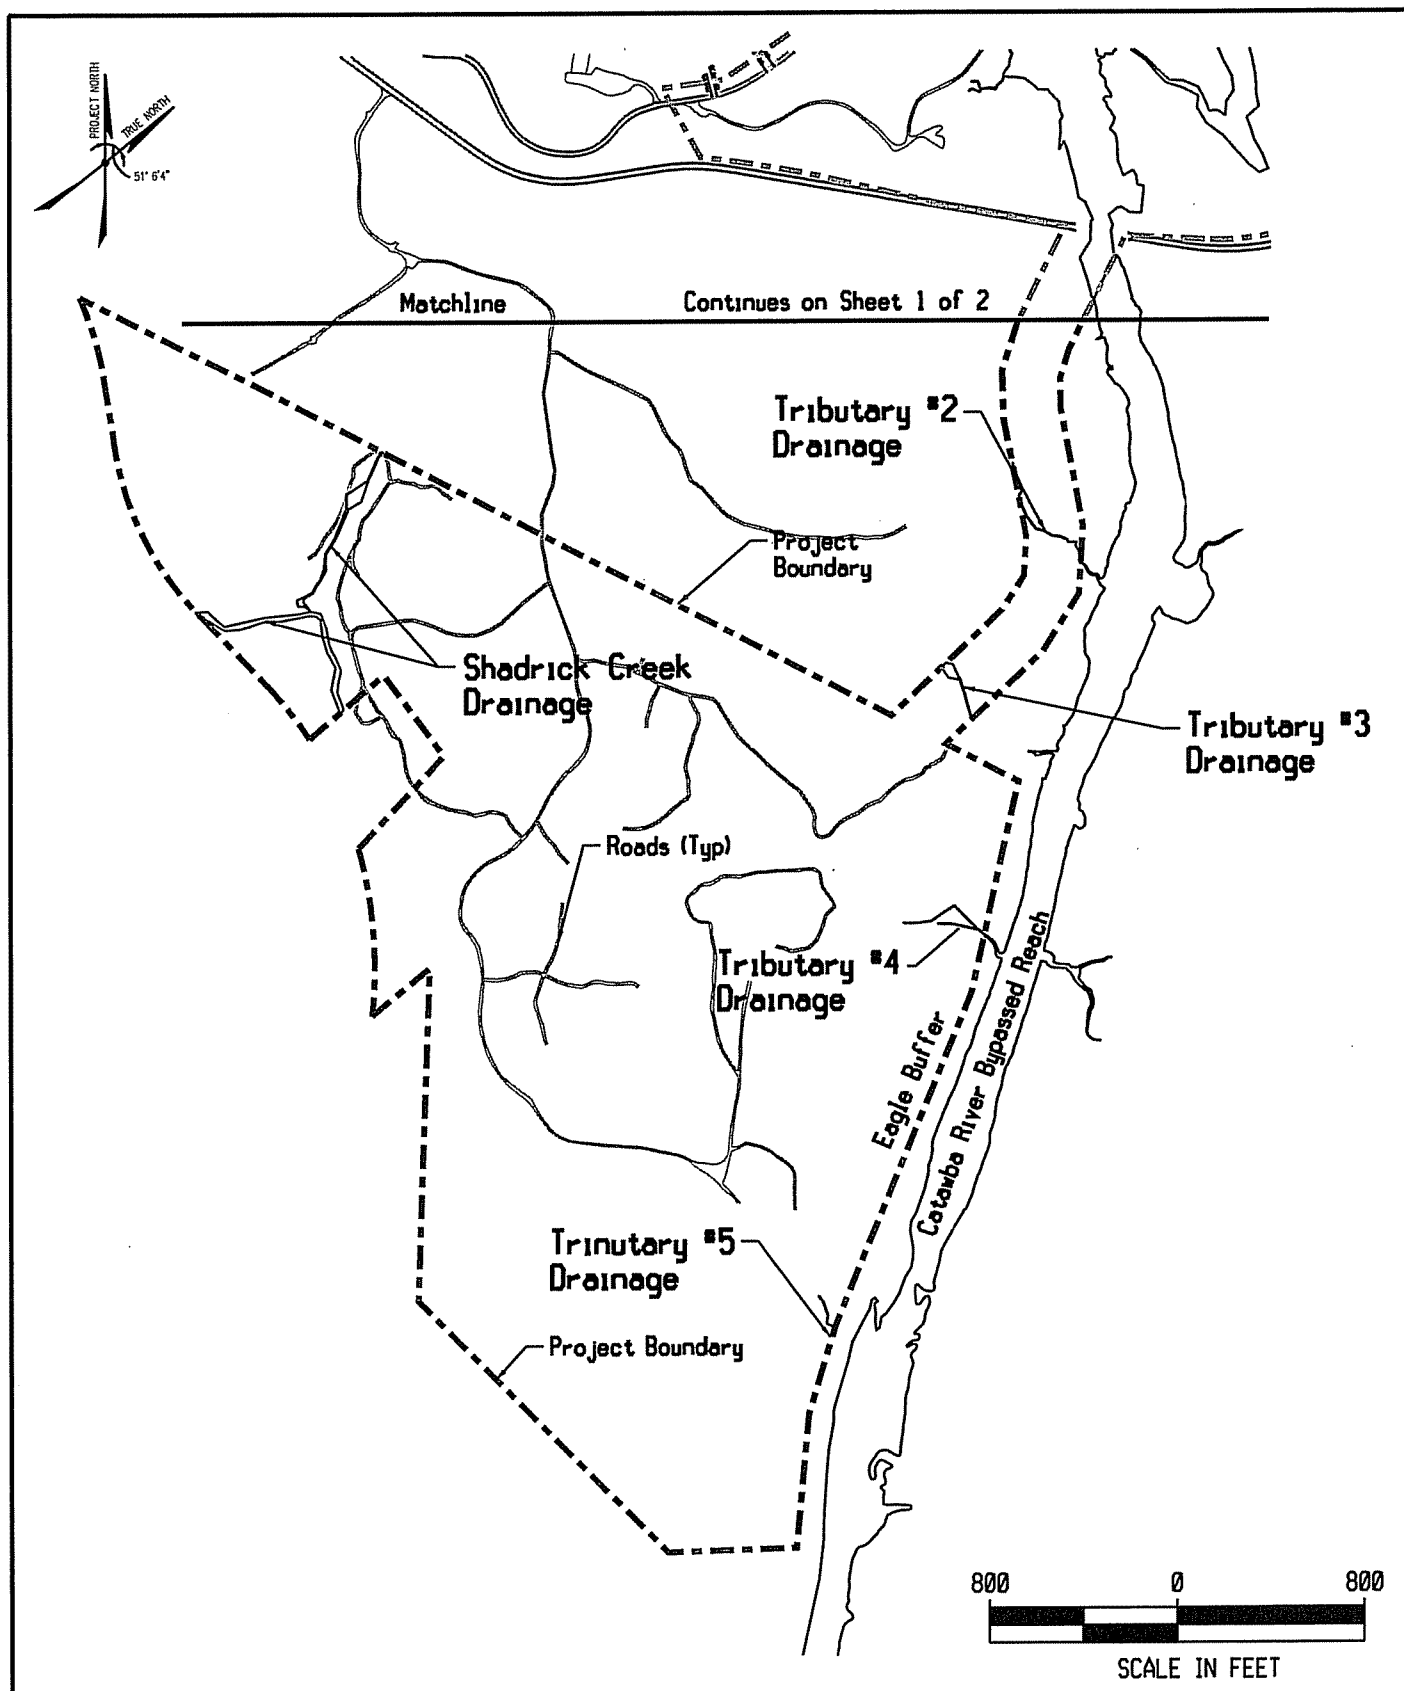 PROJECT NORTH
TRUE NORTH
51° 6'4"
Matchline
Continues on Sheet 1 of 2
Tributary #2
Drainage
Project
Boundary
Shadrick Creek
Drainage
Tributary #3
Drainage
Roads (Typ)
Tributary #4
Drainage
Eagle Buffer
Catawba River Bypassed Reach
Trinutary #5
Drainage
Project Boundary
800 0 800
SCALE IN FEET